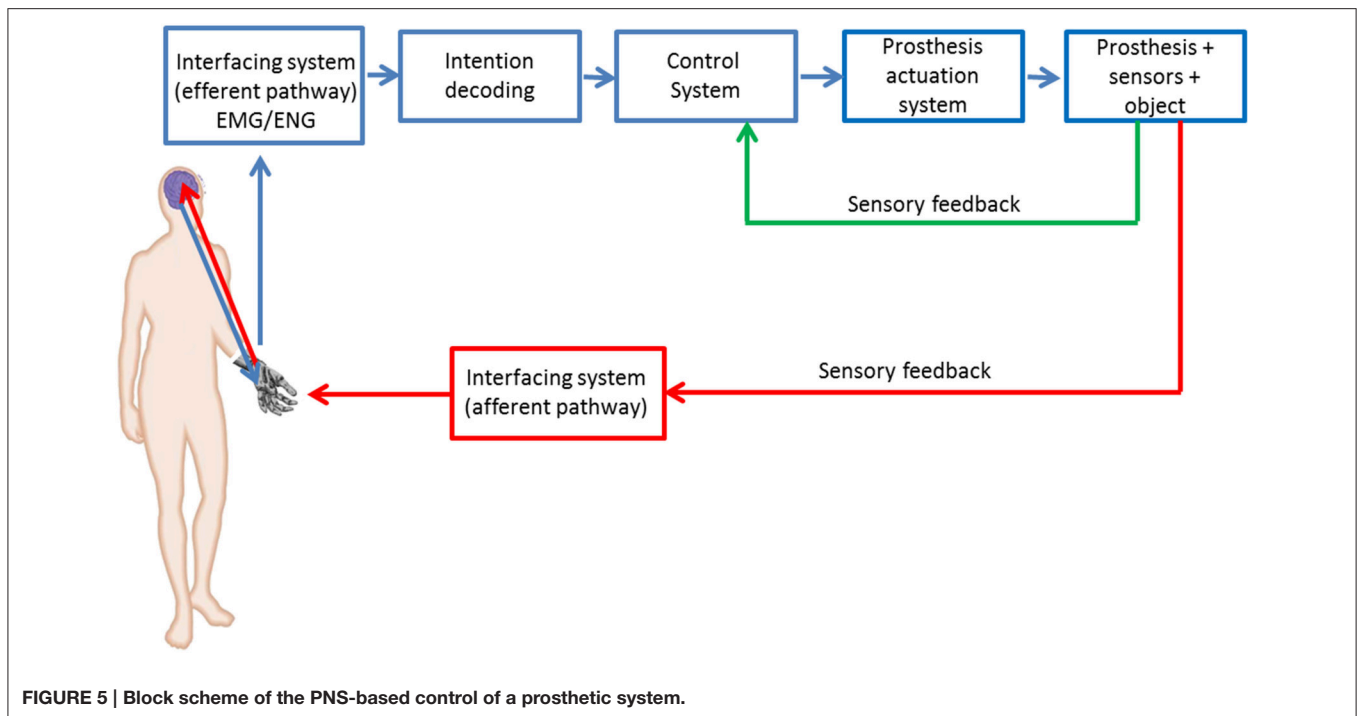 Interfacing system
(efferent pathway)
EMG/ENG
Intention
decoding
Control
System
Prosthesis
actuation
system
Prosthesis +
sensors +
object
Sensory feedback
Sensory feedback
Interfacing system
(afferent pathway)
FIGURE 5 | Block scheme of the PNS-based control of a prosthetic system.